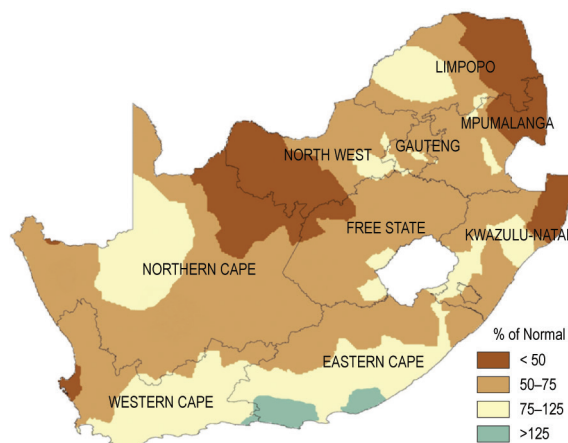 LIMPOPO
MPUMALANGA
GAUTENG
NORTH WEST
FREE STATE
KWAZULU-NATAL
NORTHERN CAPE
EASTERN CAPE
WESTERN CAPE
% of Normal
< 50
50–75
75–125
>125